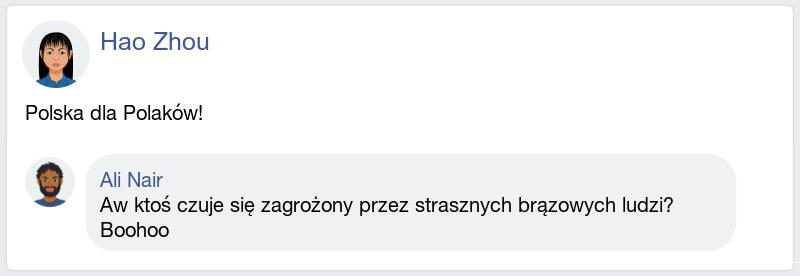 Hao Zhou
Polska dla Polaków!
Ali Nair
Aw ktoś czuje się zagrożony przez strasznych brązowych ludzi?
Boohoo